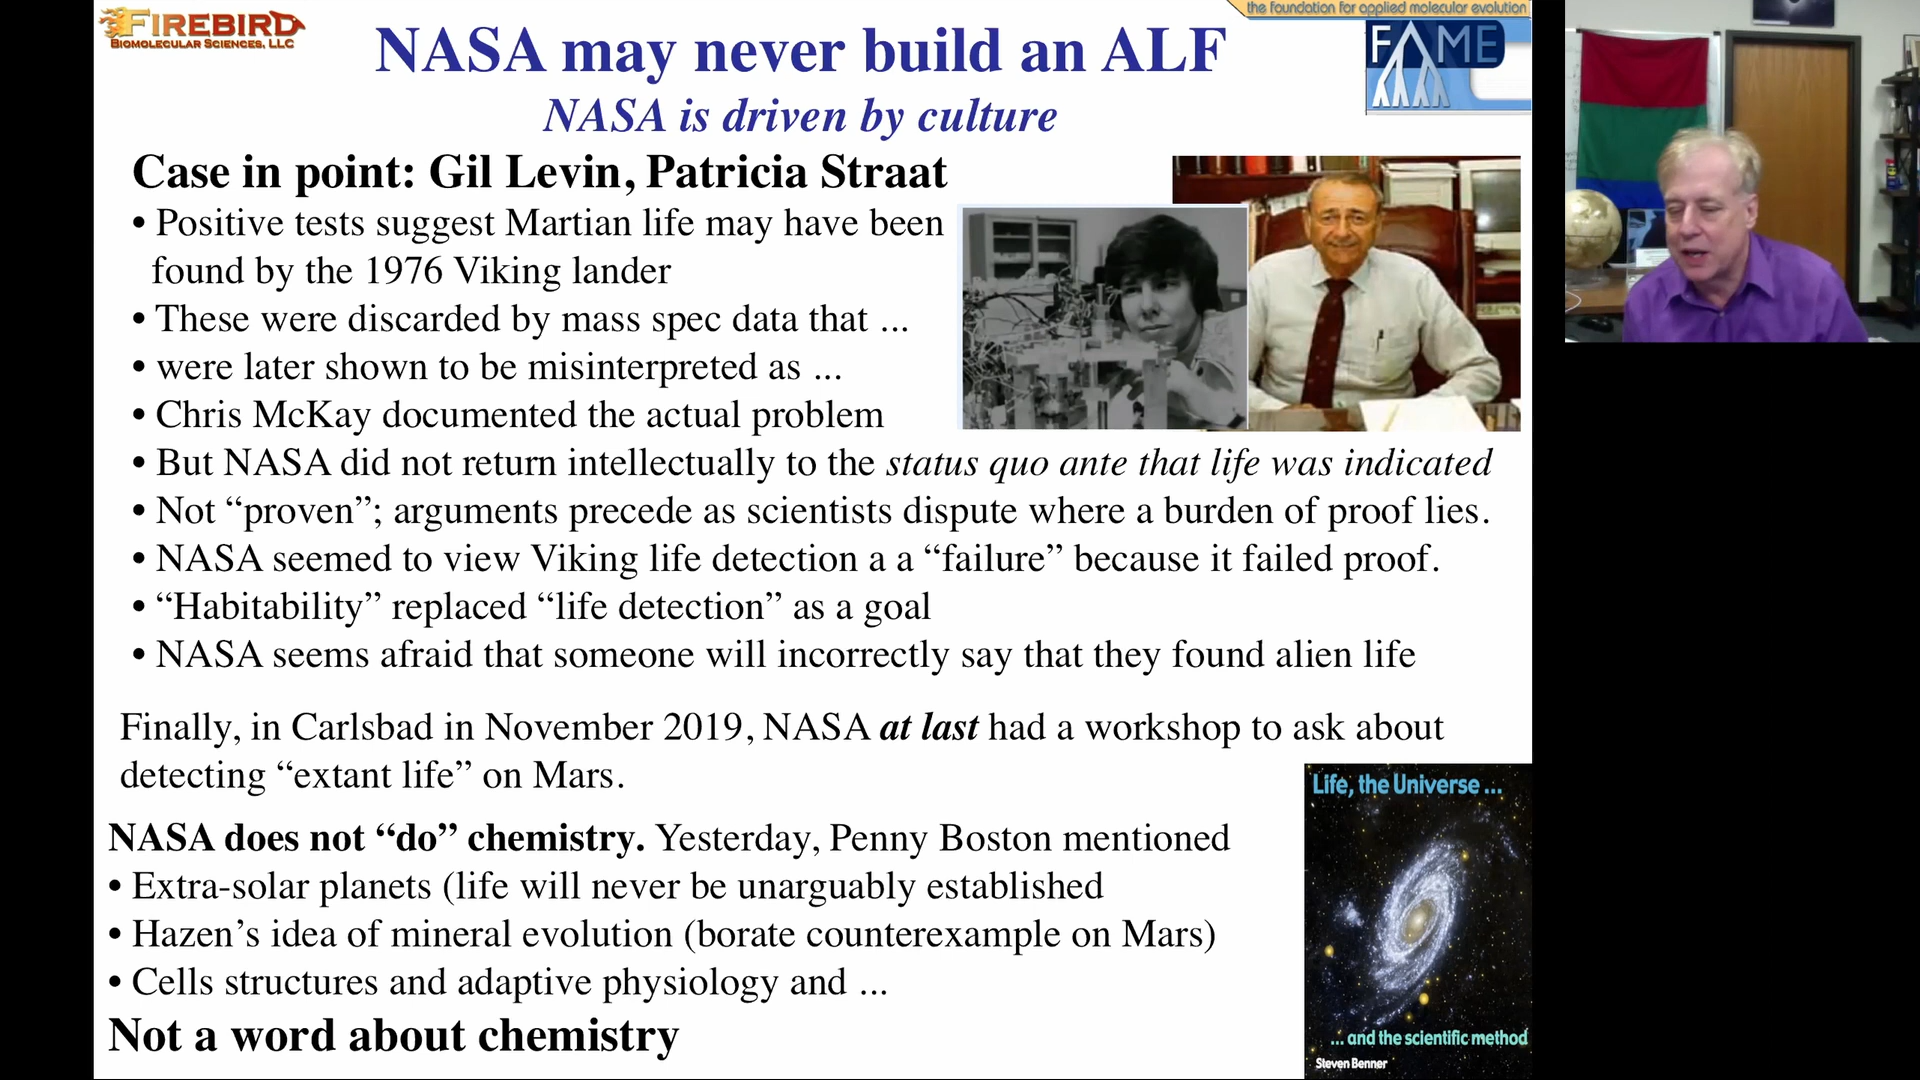 FIREBIRD
BIOMOLECULAR SCIENCES, LLC
the foundation for applied molecular evolution
FAME
NASA may never build an ALF
NASA is driven by culture
Case in point: Gil Levin, Patricia Straat
• Positive tests suggest Martian life may have been
found by the 1976 Viking lander
• These were discarded by mass spec data that ...
• were later shown to be misinterpreted as ...
• Chris McKay documented the actual problem
• But NASA did not return intellectually to the status quo ante that life was indicated
• Not “proven”; arguments precede as scientists dispute where a burden of proof lies.
• NASA seemed to view Viking life detection a a “failure” because it failed proof.
• “Habitability” replaced “life detection” as a goal
• NASA seems afraid that someone will incorrectly say that they found alien life
Finally, in Carlsbad in November 2019, NASA at last had a workshop to ask about
detecting “extant life” on Mars.
NASA does not “do” chemistry. Yesterday, Penny Boston mentioned
• Extra-solar planets (life will never be unarguably established
• Hazen’s idea of mineral evolution (borate counterexample on Mars)
• Cells structures and adaptive physiology and ...
Not a word about chemistry
Life, the Universe ...
... and the scientific method
Steven Benner